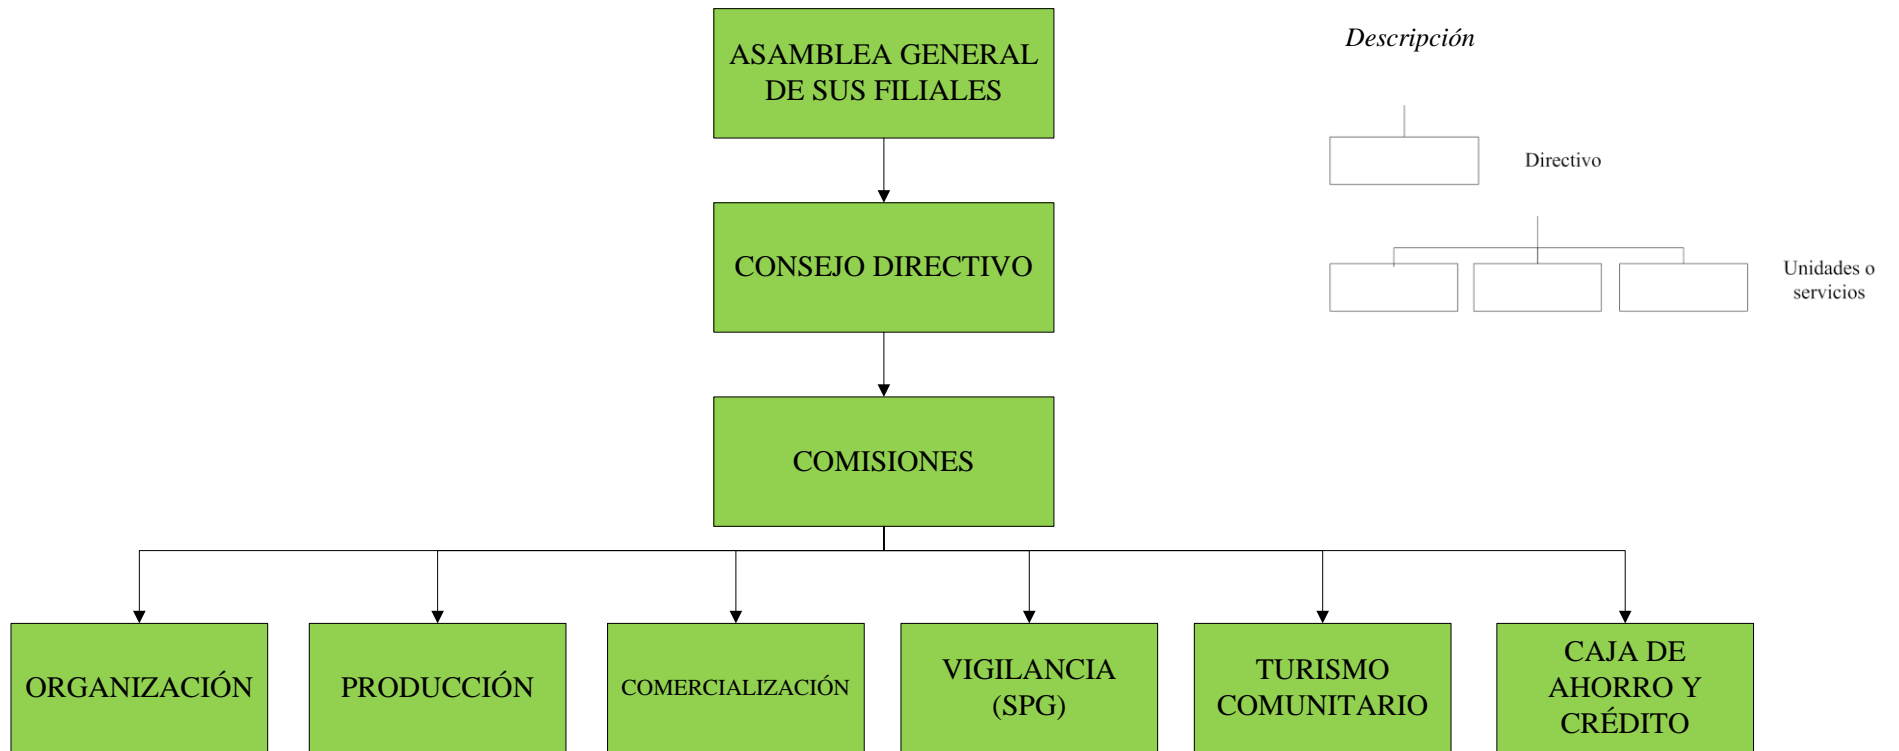 ASAMBLEA GENERAL
DE SUS FILIALES
Descripción
Directivo
CONSEJO DIRECTIVO
Unidades o
servicios
COMISIONES
ORGANIZACIÓN
PRODUCCIÓN
COMERCIALIZACIÓN
VIGILANCIA
(SPG)
TURISMO
COMUNITARIO
CAJA DE
AHORRO Y
CRÉDITO